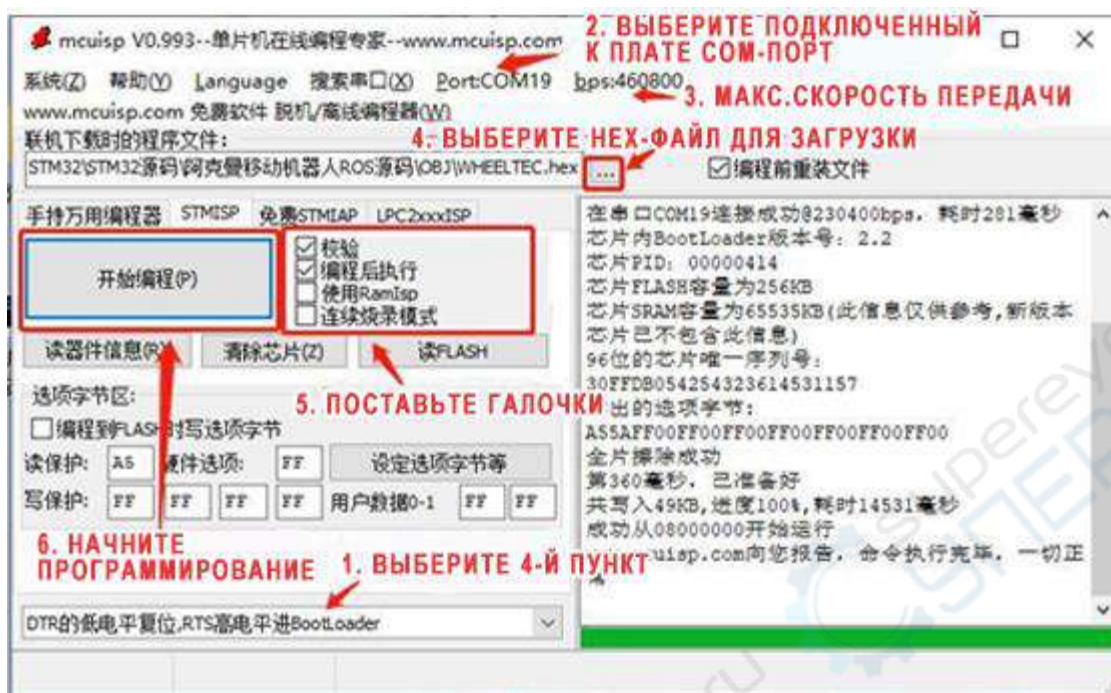 mcuisp V0.993--单片机在线编程专家--www.mcuisp.com
2. ВЫБЕРИТЕ ПОДКЛЮЧЕННЫЙ
К ПЛАТЕ COM-ПОРТ
系统(Z) 帮助(Y) Language 搜索串口(X) Port:COM19 bps:460800
3. МАКС.СКОРОСТЬ ПЕРЕДАЧИ
www.mcuisp.com 免费软件 脱机/离线编程器(W)
联机下载时的程序文件:
4. ВЫБЕРИТЕ HEX-ФАЙЛ ДЛЯ ЗАГРУЗКИ
STM32\STM32源码\阿克曼移动机器人ROS源码\OBJ\WHEELTEC.hex ... 编程前重装文件
手持万用编程器 STMISP 免费STMIAP LPC2xxxISP
开始编程(P)
校验
编程后执行
使用RamIsp
连续烧录模式
读器件信息(R) 清除芯片(Z) 读FLASH
5. ПОСТАВЬТЕ ГАЛОЧКИ
选项字节区:
编程到FLASH时写选项字节
读保护: A5 硬件选项: FF 设定选项字节等
写保护: FF FF FF FF 用户数据0-1 FF FF
6. НАЧНИТЕ
ПРОГРАММИРОВАНИЕ
1. ВЫБЕРИТЕ 4-Й ПУНКТ
DTR的低电平复位,RTS高电平进BootLoader
在串口COM19连接成功@230400bps, 耗时281毫秒
芯片内BootLoader版本号: 2.2
芯片PID: 00000414
芯片FLASH容量为256KB
芯片SRAM容量为65535KB(此信息仅供参考,新版本
芯片已不包含此信息)
96位的芯片唯一序列号:
30FFDB054254323614531157
出的选项字节:
A55AFF00FF00FF00FF00FF00FF00FF00
全片擦除成功
第360毫秒, 已准备好
共写入49KB,进度100%,耗时14531毫秒
成功从08000000开始运行
uisp.com向您报告, 命令执行完毕, 一切正